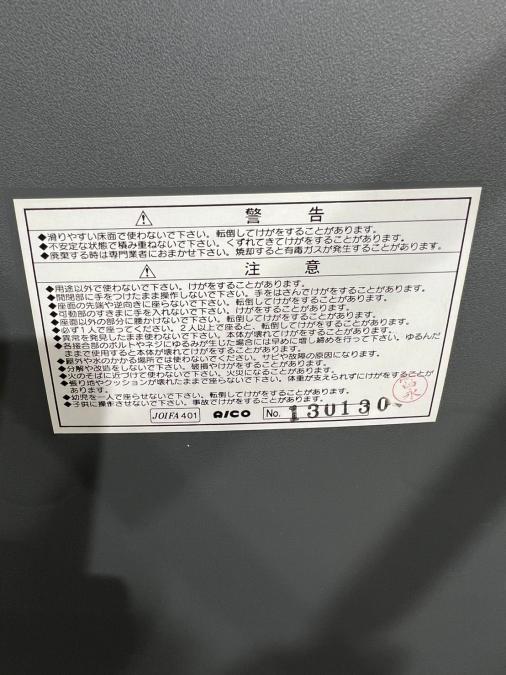 ⚠ 警告
◆滑りやすい床面で使わないで下さい。転倒してけがをすることがあります。
◆不安定な状態で積み重ねないで下さい。くずれてきてけがをすることがあります。
◆廃棄する時は専門業者におまかせ下さい。焼却すると有毒ガスが発生することがあります。
⚠ 注意
◆用途以外で使わないで下さい。けがをすることがあります。
◆開閉部に手をつけたまま操作しないで下さい。手をはさんでけがをすることがあります。
◆座面の先端や逆向きに座らないで下さい。転倒してけがをすることがあります。
◆可動部のすきまに手を入れないで下さい。けがをすることがあります。
◆座面以外の部分に腰かけないで下さい。転倒してけがをすることがあります。
◆必ず1人で座ってください。2人以上で座ると、転倒してけがをすることがあります。
◆異常を発見したまま使わないで下さい。本体が壊れてけがをすることがあります。
◆各接合部のボルトやネジにゆるみが生じた場合には早めに増し締めを行って下さい。ゆるんだ
ままで使用すると本体が壊れてけがをすることがあります。
◆屋外や水のかかる場所では使わないでください。サビや故障の原因になります。
◆分解や改造をしないで下さい。破損やけがをすることがあります。
◆火のそばに近づけて使わないで下さい。火災になることがあります。
◆張り地やクッションが壊れたままで座らないで下さい。体重が支えられずにけがをすることが
あります。
◆幼児を一人で座らせないで下さい。転倒してけがをすることがあります。
◆子供に操作させないで下さい。事故でけがをすることがあります。
JOIFA 401 AICO No. 130130